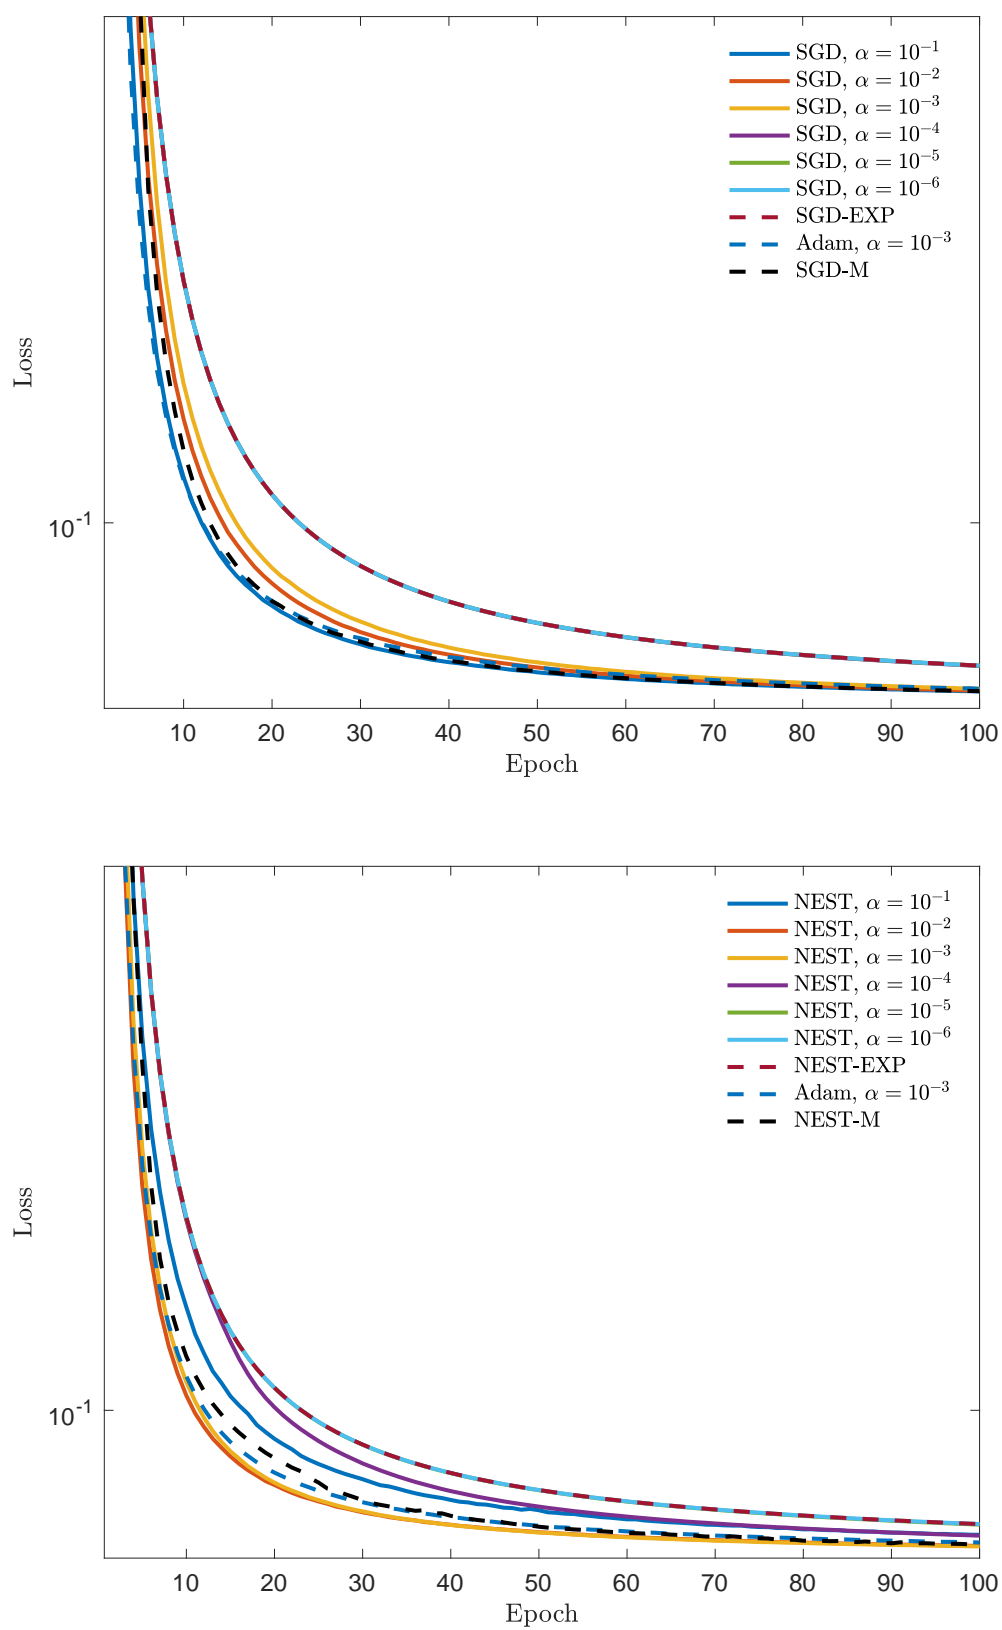 SGD, α = 10⁻¹
SGD, α = 10⁻²
SGD, α = 10⁻³
SGD, α = 10⁻⁴
SGD, α = 10⁻⁵
SGD, α = 10⁻⁶
SGD-EXP
Adam, α = 10⁻³
SGD-M
Loss
10⁻¹
10 20 30 40 50 60 70 80 90 100
Epoch
NEST, α = 10⁻¹
NEST, α = 10⁻²
NEST, α = 10⁻³
NEST, α = 10⁻⁴
NEST, α = 10⁻⁵
NEST, α = 10⁻⁶
NEST-EXP
Adam, α = 10⁻³
NEST-M
Loss
10⁻¹
10 20 30 40 50 60 70 80 90 100
Epoch